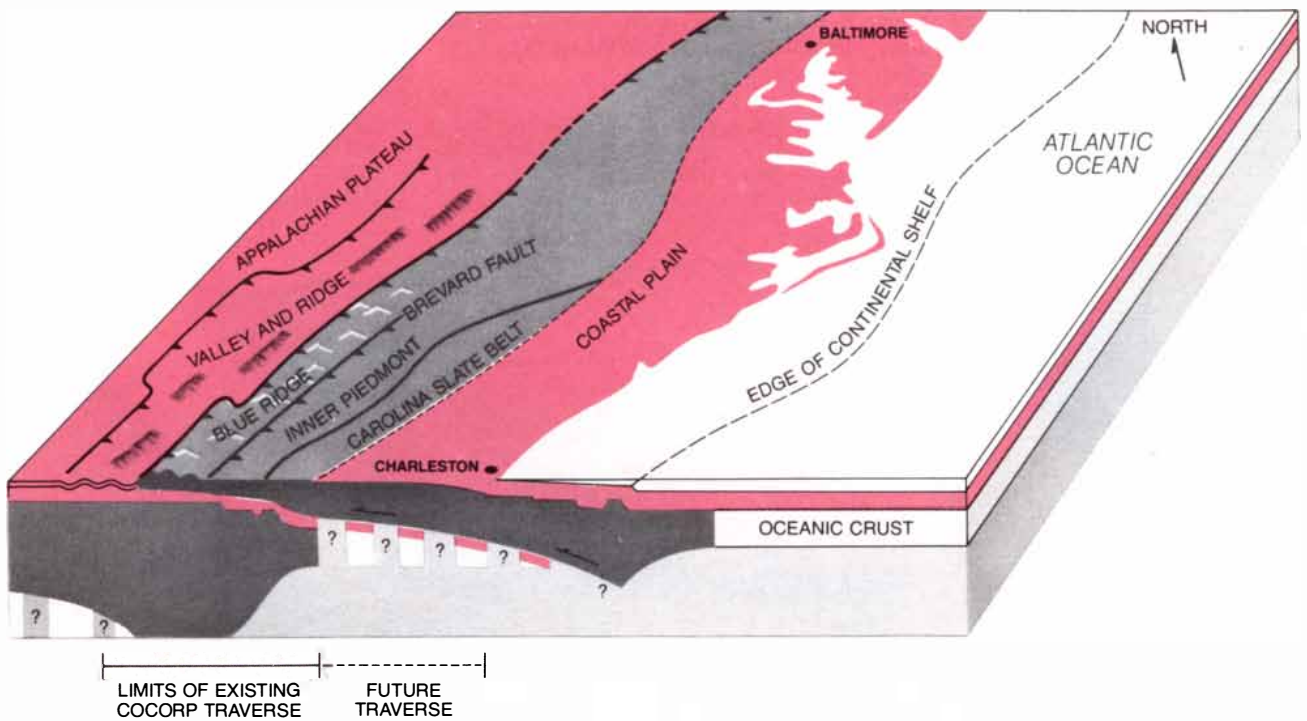 BALTIMORE
NORTH
ATLANTIC
OCEAN
APPALACHIAN PLATEAU
VALLEY AND RIDGE
BREVARD FAULT
BLUE RIDGE
INNER PIEDMONT
CAROLINA SLATE BELT
COASTAL PLAIN
EDGE OF CONTINENTAL SHELF
CHARLESTON
OCEANIC CRUST
? ? ? ? ?
?
? ?
LIMITS OF EXISTING
COCORP TRAVERSE
FUTURE
TRAVERSE